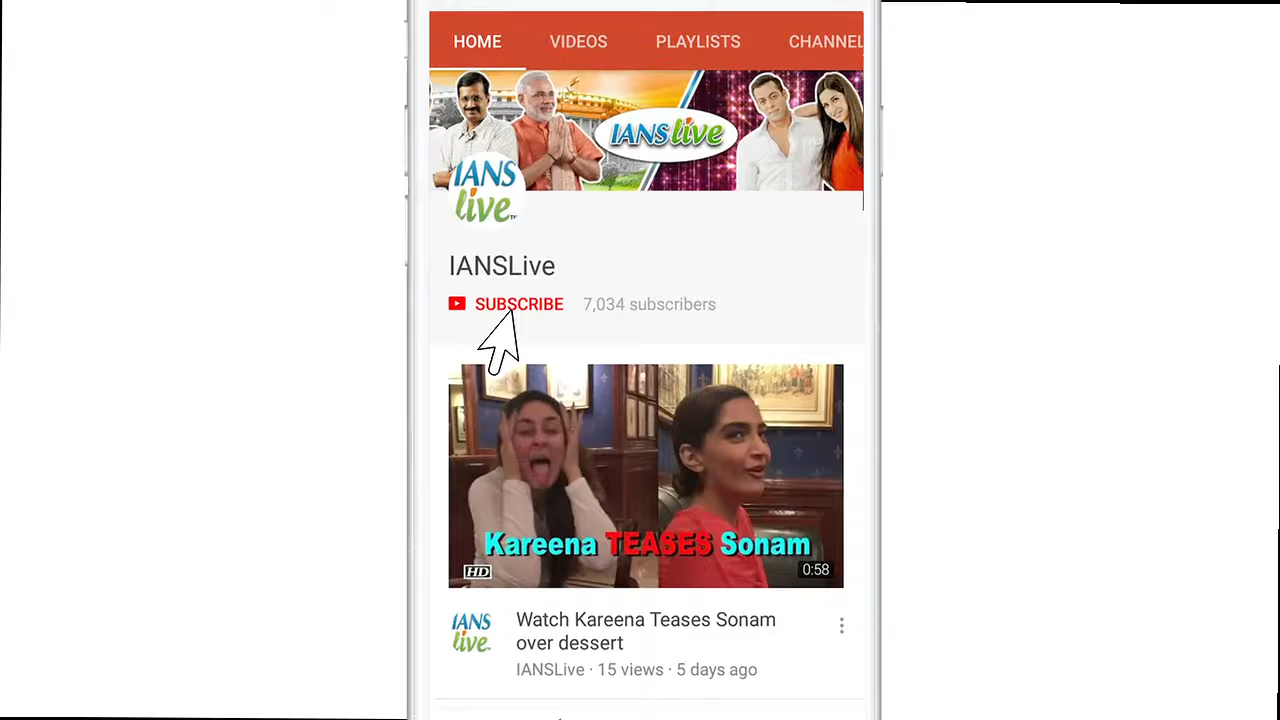 HOME VIDEOS PLAYLISTS CHANNEL
IANS live
IANS
live
IANSLive
SUBSCRIBE 7,034 subscribers
Kareena TEASES Sonam
HD
0:58
IANS
live
Watch Kareena Teases Sonam
over dessert
IANSLive · 15 views · 5 days ago